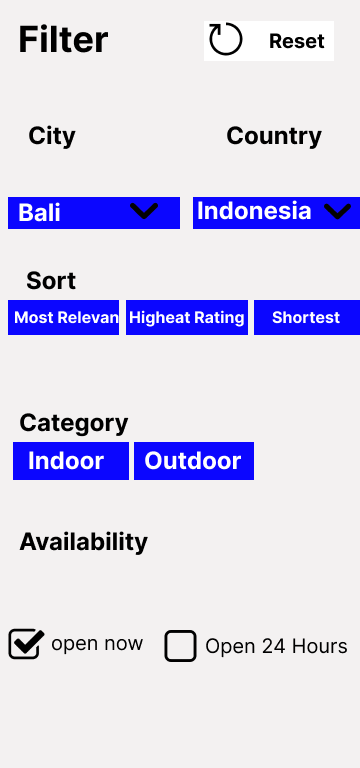 Filter
Reset
City
Country
Bali
Indonesia
Sort
Most Relevan
Higheat Rating
Shortest
Category
Indoor
Outdoor
Availability
open now
Open 24 Hours